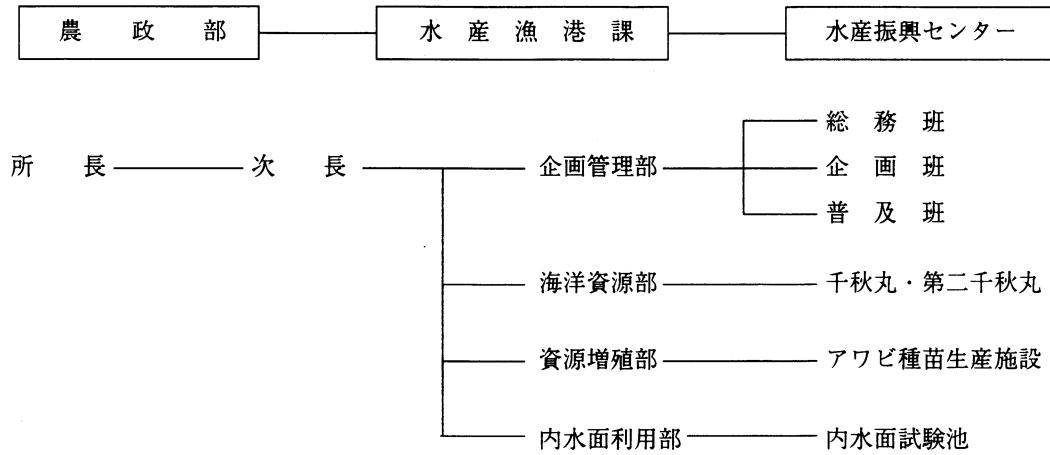 農政部 水産漁港課 水産振興センター
総務班
所長 次長 企画管理部 企画班
普及班
海洋資源部 千秋丸・第二千秋丸
資源増殖部 アワビ種苗生産施設
内水面利用部 内水面試験池